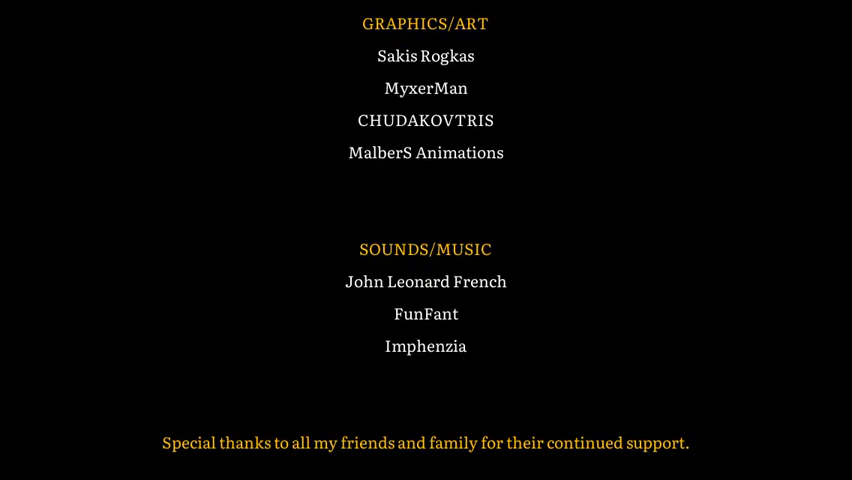 GRAPHICS/ART
Sakis Rogkas
MyxerMan
CHUDAKOVTRIS
MalberS Animations
SOUNDS/MUSIC
John Leonard French
FunFant
Imphenzia
Special thanks to all my friends and family for their continued support.